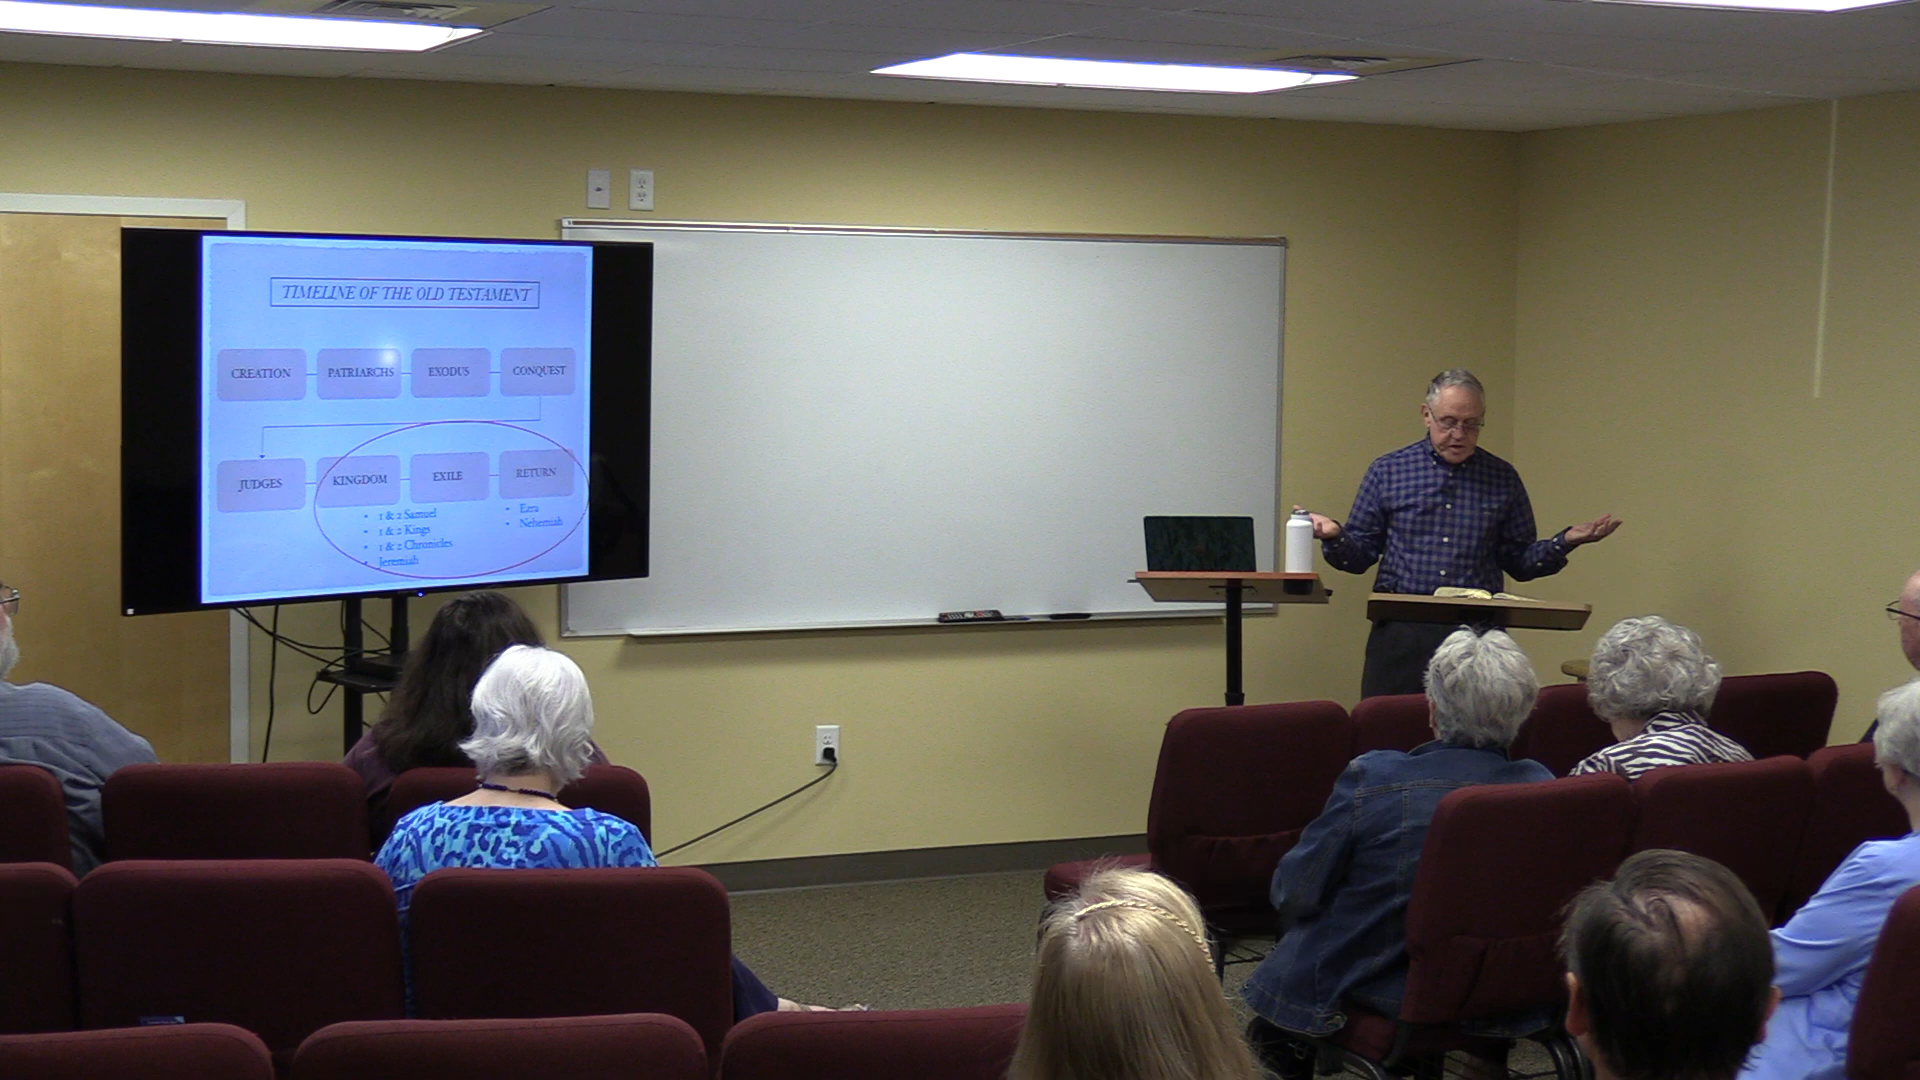 TIMELINE OF THE OLD TESTAMENT
CREATION PATRIARCHS EXODUS CONQUEST
JUDGES KINGDOM EXILE RETURN
• 1 & 2 Samuel
• 1 & 2 Kings
• 1 & 2 Chronicles
• Jeremiah
• Ezra
• Nehemiah